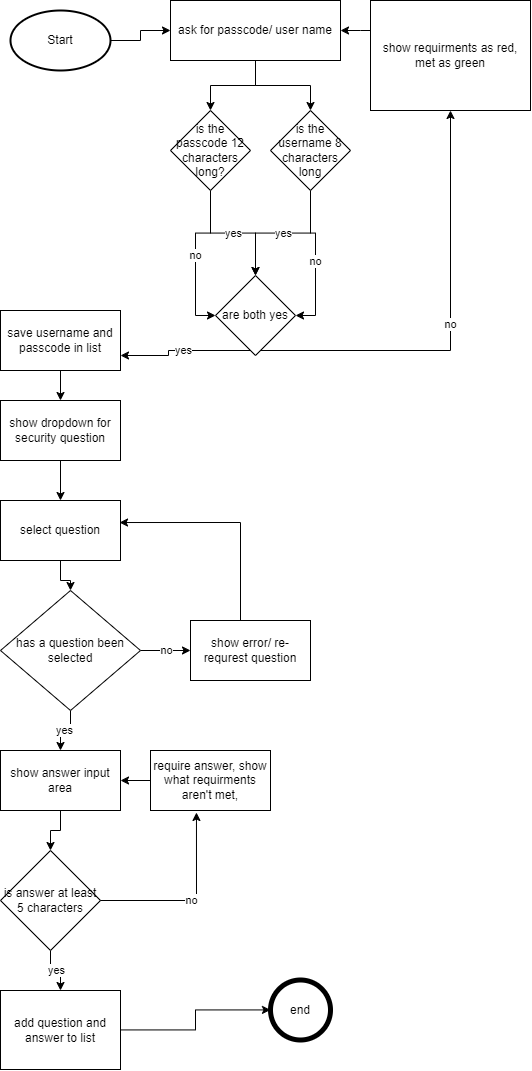 Start
ask for passcode/ user name
show requirments as red,
met as green
is the
passcode 12
characters
long?
is the
username 8
characters
long
yes
yes
no
no
are both yes
no
yes
save username and
passcode in list
show dropdown for
security question
select question
has a question been
selected
no
show error/ re-
requrest question
yes
show answer input
area
require answer, show
what requirments
aren't met,
is answer at least
5 characters
no
yes
add question and
answer to list
end